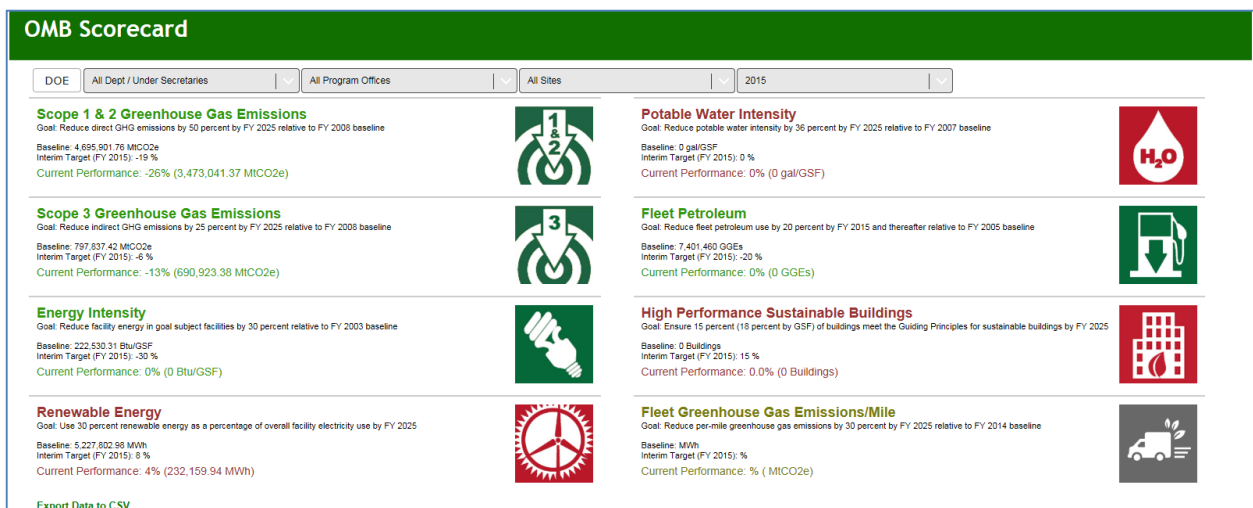 OMB Scorecard
DOE
All Dept / Under Secretaries
All Program Offices
All Sites
2015
Scope 1 & 2 Greenhouse Gas Emissions
Goal: Reduce direct GHG emissions by 50 percent by FY 2025 relative to FY 2008 baseline
Baseline: 4,695,901.76 MtCO2e
Interim Target (FY 2015): -19 %
Current Performance: -26% (3,473,041.37 MtCO2e)
1
&
2
Scope 3 Greenhouse Gas Emissions
Goal: Reduce indirect GHG emissions by 25 percent by FY 2025 relative to FY 2008 baseline
Baseline: 797,837.42 MtCO2e
Interim Target (FY 2015): -6 %
Current Performance: -13% (690,923.38 MtCO2e)
3
Energy Intensity
Goal: Reduce facility energy in goal subject facilities by 30 percent relative to FY 2003 baseline
Baseline: 222,530.31 Btu/GSF
Interim Target (FY 2015): -30 %
Current Performance: 0% (0 Btu/GSF)
Renewable Energy
Goal: Use 30 percent renewable energy as a percentage of overall facility electricity use by FY 2025
Baseline: 5,227,802.98 MWh
Interim Target (FY 2015): 8 %
Current Performance: 4% (232,159.94 MWh)
Potable Water Intensity
Goal: Reduce potable water intensity by 36 percent by FY 2025 relative to FY 2007 baseline
Baseline: 0 gal/GSF
Interim Target (FY 2015): 0 %
Current Performance: 0% (0 gal/GSF)
H₂O
Fleet Petroleum
Goal: Reduce fleet petroleum use by 20 percent by FY 2015 and thereafter relative to FY 2005 baseline
Baseline: 7,401,460 GGEs
Interim Target (FY 2015): -20 %
Current Performance: 0% (0 GGEs)
High Performance Sustainable Buildings
Goal: Ensure 15 percent (18 percent by GSF) of buildings meet the Guiding Principles for sustainable buildings by FY 2025
Baseline: 0 Buildings
Interim Target (FY 2015): 15 %
Current Performance: 0.0% (0 Buildings)
Fleet Greenhouse Gas Emissions/Mile
Goal: Reduce per-mile greenhouse gas emissions by 30 percent by FY 2025 relative to FY 2014 baseline
Baseline: MWh
Interim Target (FY 2015): %
Current Performance: % ( MtCO2e)
Export Data to CSV